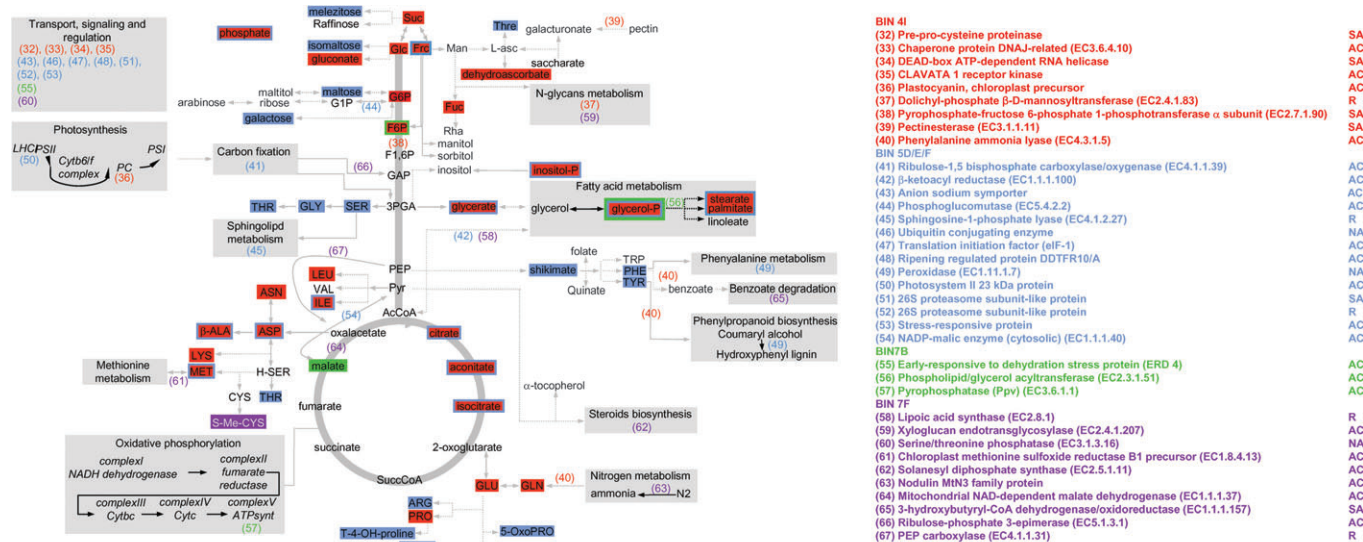 Transport, signaling and
regulation
(32), (33), (34), (35)
(43), (46), (47), (48), (51),
(52), (53)
(55)
(60)
phosphate
melezitose
Raffinose
Suc
isomaltose
gluconate
Glc
Frc
Man
Thre
L-asc
galacturonate
(39)
pectin
saccharate
dehydroascorbate
N-glycans metabolism
(37)
(59)
maltose
G6P
maltitol
arabinose
ribose
G1P
(44)
galactose
Fuc
F6P
(38)
Rha
manitol
sorbitol
F1,6P
inositol
inositol-P
Photosynthesis
LHCI
PSII
(50)
Cytb6/f
complex
PC
(36)
PSI
Carbon fixation
(41)
(66)
GAP
Fatty acid metabolism
glycerol
glycerol-P
(56)
stearate
palmitate
linoleate
THR
GLY
SER
3PGA
glycerate
Sphingolipd
metabolism
(45)
(42)
(58)
(67)
PEP
shikimate
folate
Quinate
TRP
PHE
TYR
(40)
Phenyalanine metabolism
(49)
benzoate
Benzoate degradation
(65)
(40)
Phenylpropanoid biosynthesis
Coumaryl alcohol
(49)
Hydroxyphenyl lignin
LEU
VAL
ILE
Pyr
(54)
AcCoA
ASN
β-ALA
ASP
oxalacetate
citrate
(64)
malate
aconitate
LYS
MET
Methionine
metabolism
(61)
H-SER
CYS
THR
S-Me-CYS
fumarate
isocitrate
α-tocopherol
Steroids biosynthesis
(62)
succinate
2-oxoglutarate
SuccCoA
Oxidative phosphorylation
complexI
NADH dehydrogenase
complexII
fumarate
reductase
complexIII
Cytbc
complexIV
Cytc
complexV
ATPsynt
(57)
GLU
GLN
(40)
Nitrogen metabolism
ammonia
(63)
N2
ARG
PRO
T-4-OH-proline
5-OxoPRO
BIN 4I
(32) Pre-pro-cysteine proteinase SA
(33) Chaperone protein DNAJ-related (EC3.6.4.10) AC
(34) DEAD-box ATP-dependent RNA helicase SA
(35) CLAVATA 1 receptor kinase AC
(36) Plastocyanin, chloroplast precursor AC
(37) Dolichyl-phosphate β-D-mannosyltransferase (EC2.4.1.83) R
(38) Pyrophosphate-fructose 6-phosphate 1-phosphotransferase α subunit (EC2.7.1.90) SA
(39) Pectinesterase (EC3.1.1.11) SA
(40) Phenylalanine ammonia lyase (EC4.3.1.5) AC
BIN 5D/E/F
(41) Ribulose-1,5 bisphosphate carboxylase/oxygenase (EC4.1.1.39) AC
(42) β-ketoacyl reductase (EC1.1.1.100) AC
(43) Anion sodium symporter AC
(44) Phosphoglucomutase (EC5.4.2.2) AC
(45) Sphingosine-1-phosphate lyase (EC4.1.2.27) R
(46) Ubiquitin conjugating enzyme NA
(47) Translation initiation factor (eIF-1) AC
(48) Ripening regulated protein DDTFR10/A AC
(49) Peroxidase (EC1.11.1.7) NA
(50) Photosystem II 23 kDa protein AC
(51) 26S proteasome subunit-like protein SA
(52) 26S proteasome subunit-like protein R
(53) Stress-responsive protein AC
(54) NADP-malic enzyme (cytosolic) (EC1.1.1.40) AC
BIN7B
(55) Early-responsive to dehydration stress protein (ERD 4) AC
(56) Phospholipid/glycerol acyltransferase (EC2.3.1.51) AC
(57) Pyrophosphatase (Ppv) (EC3.6.1.1) AC
BIN 7F
(58) Lipoic acid synthase (EC2.8.1) R
(59) Xyloglucan endotransglycosylase (EC2.4.1.207) AC
(60) Serine/threonine phosphatase (EC3.1.3.16) NA
(61) Chloroplast methionine sulfoxide reductase B1 precursor (EC1.8.4.13) AC
(62) Solanesyl diphosphate synthase (EC2.5.1.11) AC
(63) Nodulin MtN3 family protein AC
(64) Mitochondrial NAD-dependent malate dehydrogenase (EC1.1.1.37) AC
(65) 3-hydroxybutyryl-CoA dehydrogenase/oxidoreductase (EC1.1.1.157) SA
(66) Ribulose-phosphate 3-epimerase (EC5.1.3.1) AC
(67) PEP carboxylase (EC4.1.1.31) R